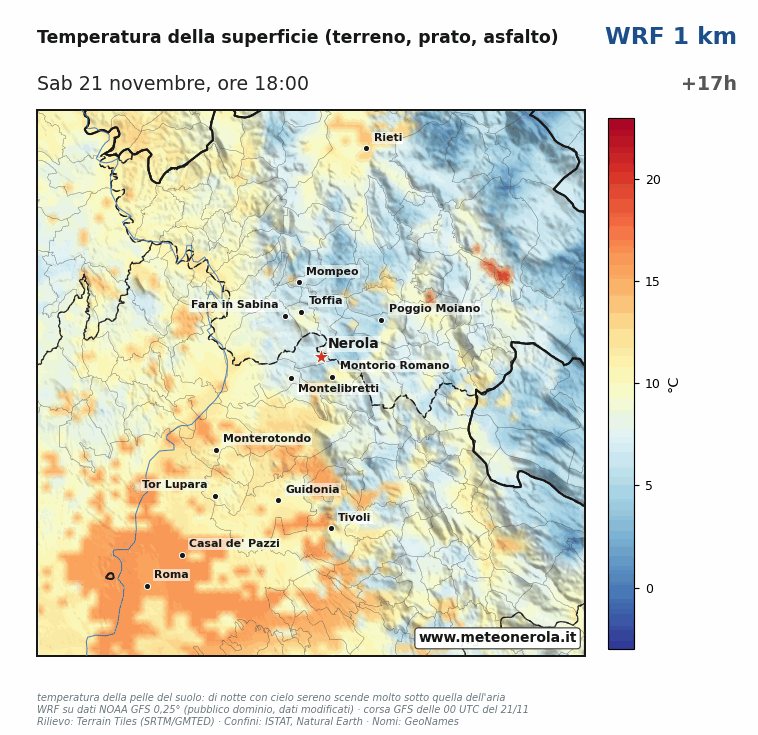 Temperatura della superficie (terreno, prato, asfalto)
WRF 1 km
Sab 21 novembre, ore 18:00
+17h
Rieti
Mompeo
Fara in Sabina
Toffia
Poggio Moiano
Nerola
Montorio Romano
Montelibretti
Monterotondo
Tor Lupara
Guidonia
Tivoli
Casal de' Pazzi
Roma
www.meteonerola.it
20
15
10
5
0
°C
temperatura della pelle del suolo: di notte con cielo sereno scende molto sotto quella dell'aria
WRF su dati NOAA GFS 0,25° (pubblico dominio, dati modificati) · corsa GFS delle 00 UTC del 21/11
Rilievo: Terrain Tiles (SRTM/GMTED) · Confini: ISTAT, Natural Earth · Nomi: GeoNames